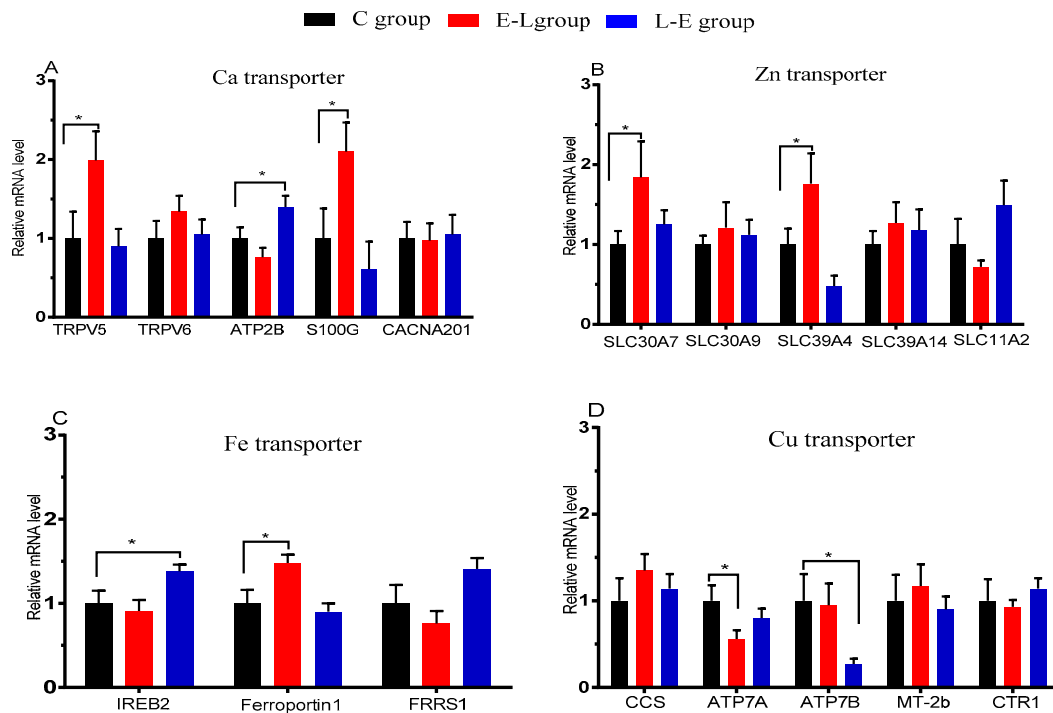 C group E-Lgroup L-E group
A
Ca transporter
Relative mRNA level
3
2
1
0
*
*
*
TRPV5 TRPV6 ATP2B S100G CACNA201
B
Zn transporter
Relative mRNA level
3
2
1
0
*
*
SLC30A7 SLC30A9 SLC39A4 SLC39A14 SLC11A2
C
Fe transporter
Relative mRNA level
3
2
1
0
*
*
IREB2 Ferroportin1 FRRS1
D
Cu transporter
Relative mRNA level
3
2
1
0
*
*
CCS ATP7A ATP7B MT-2b CTR1